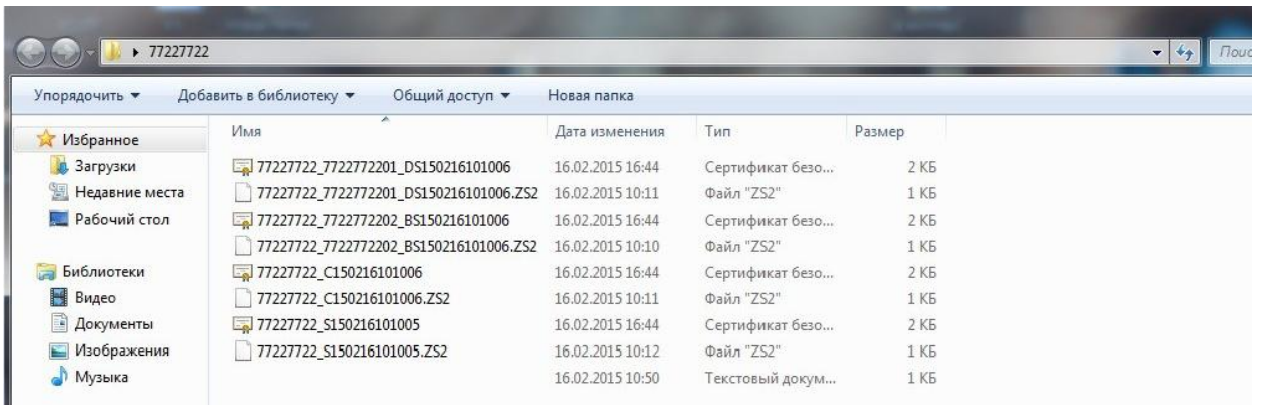 77227722
Поис
Упорядочить Добавить в библиотеку Общий доступ Новая папка
Имя Дата изменения Тип Размер
Избранное
Загрузки
Недавние места
Рабочий стол
Библиотеки
Видео
Документы
Изображения
Музыка
77227722_7722772201_DS150216101006 16.02.2015 16:44 Сертификат безо... 2 КБ
77227722_7722772201_DS150216101006.ZS2 16.02.2015 10:11 Файл "ZS2" 1 КБ
77227722_7722772202_BS150216101006 16.02.2015 16:44 Сертификат безо... 2 КБ
77227722_7722772202_BS150216101006.ZS2 16.02.2015 10:10 Файл "ZS2" 1 КБ
77227722_C150216101006 16.02.2015 16:44 Сертификат безо... 2 КБ
77227722_C150216101006.ZS2 16.02.2015 10:11 Файл "ZS2" 1 КБ
77227722_S150216101005 16.02.2015 16:44 Сертификат безо... 2 КБ
77227722_S150216101005.ZS2 16.02.2015 10:12 Файл "ZS2" 1 КБ
16.02.2015 10:50 Текстовый докум... 1 КБ